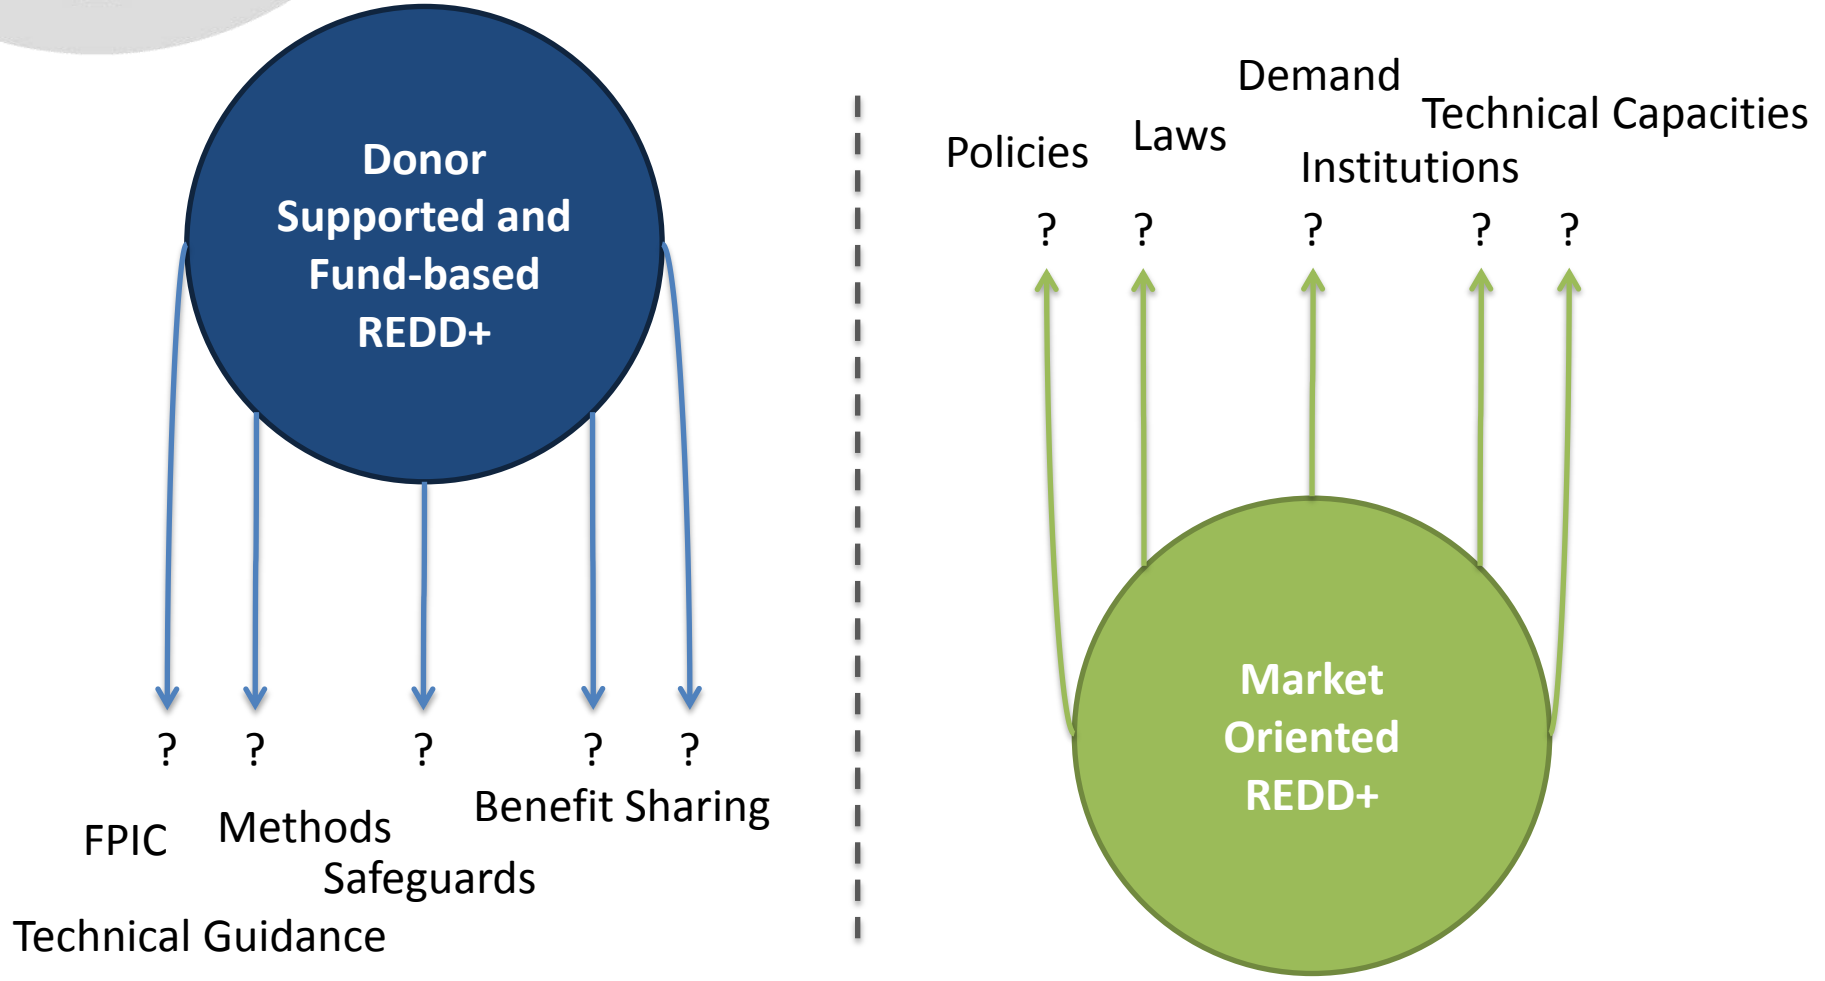 Donor
Supported and
Fund-based
REDD+
? ? ? ? ?
FPIC
Methods
Benefit Sharing
Safeguards
Technical Guidance
Demand
Technical Capacities
Laws
Policies
Institutions
? ? ? ? ?
Market
Oriented
REDD+